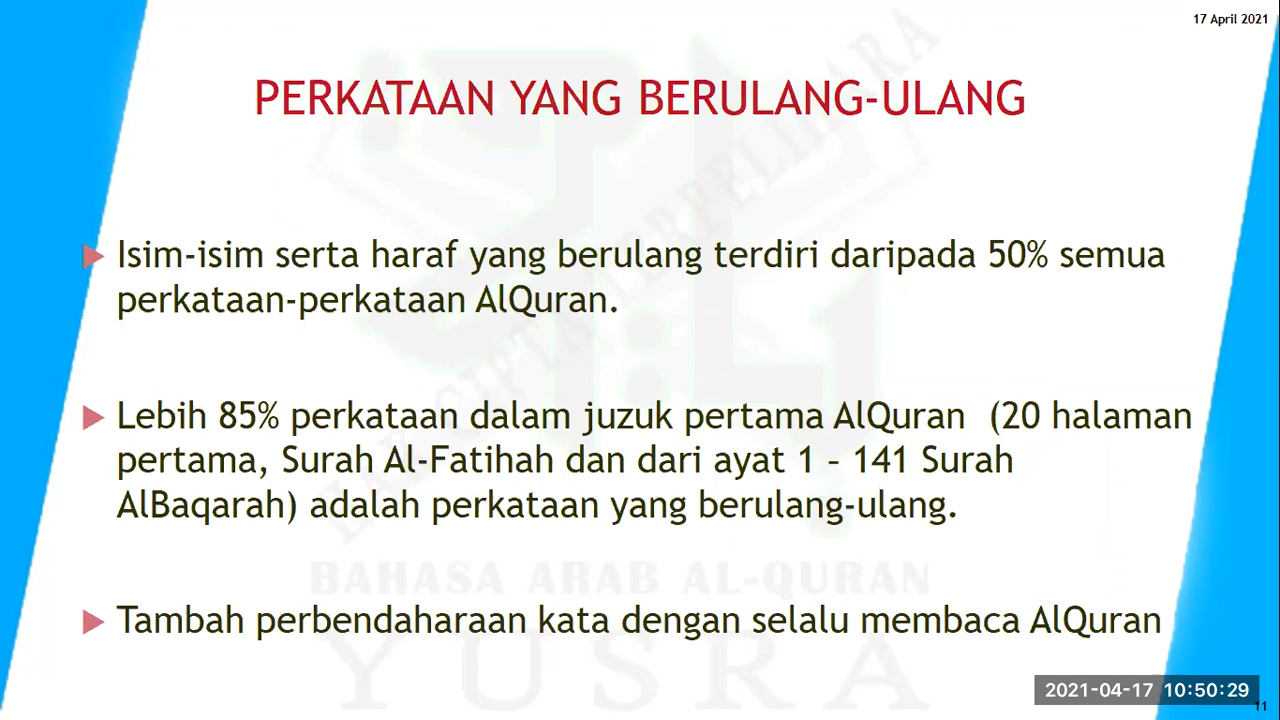 17 April 2021
PERKATAAN YANG BERULANG-ULANG
Isim-isim serta haraf yang berulang terdiri daripada 50% semua
perkataan-perkataan AlQuran.
Lebih 85% perkataan dalam juzuk pertama AlQuran (20 halaman
pertama, Surah Al-Fatihah dan dari ayat 1 – 141 Surah
AlBaqarah) adalah perkataan yang berulang-ulang.
HAK CIPTA TERPELIHARA
BAHASA ARAB AL-QURAN
Tambah perbendaharaan kata dengan selalu membaca AlQuran
YUSRA
2021-04-17 10:50:29
11